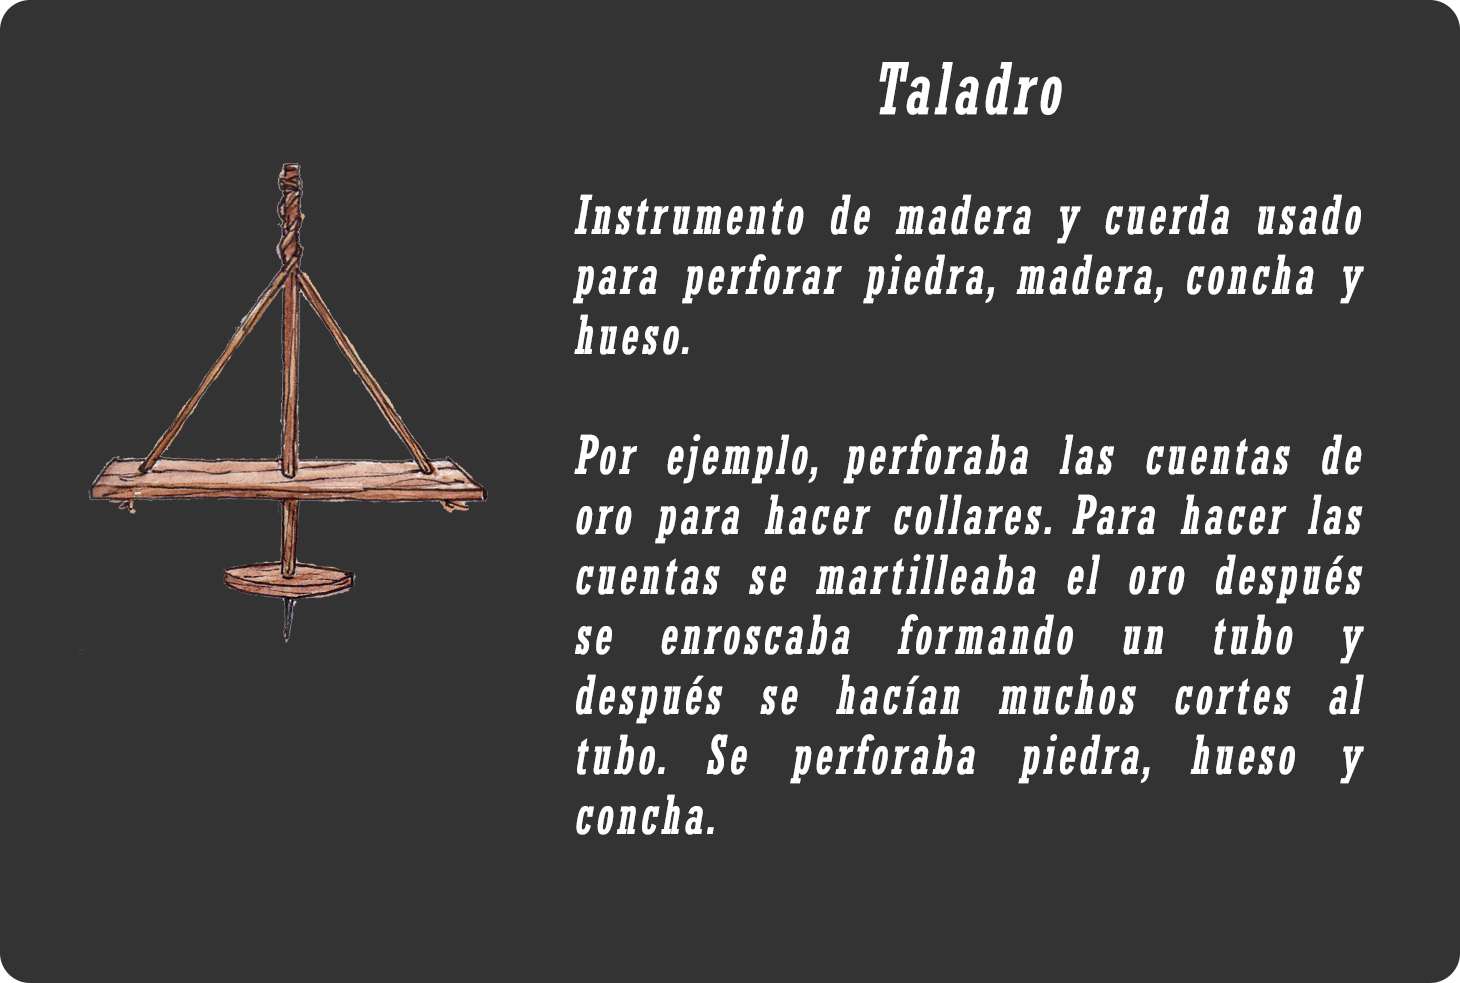 Taladro
Instrumento de madera y cuerda usado
para perforar piedra, madera, concha y
hueso.
Por ejemplo, perforaba las cuentas de
oro para hacer collares. Para hacer las
cuentas se martilleaba el oro después
se enroscaba formando un tubo y
después se hacían muchos cortes al
tubo. Se perforaba piedra, hueso y
concha.